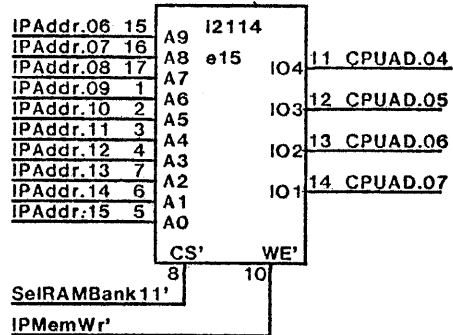 IPAddr.06 15 A9 i2114
IPAddr.07 16 A8 e15
IPAddr.08 17 A7 IO4 11 CPUAD.04
IPAddr.09 1 A6
IPAddr.10 2 A5 IO3 12 CPUAD.05
IPAddr.11 3 A4
IPAddr.12 4 A3 IO2 13 CPUAD.06
IPAddr.13 7 A2
IPAddr.14 6 A1 IO1 14 CPUAD.07
IPAddr.15 5 A0
CS' WE'
8 10
SelRAMBank11'
IPMemWr'